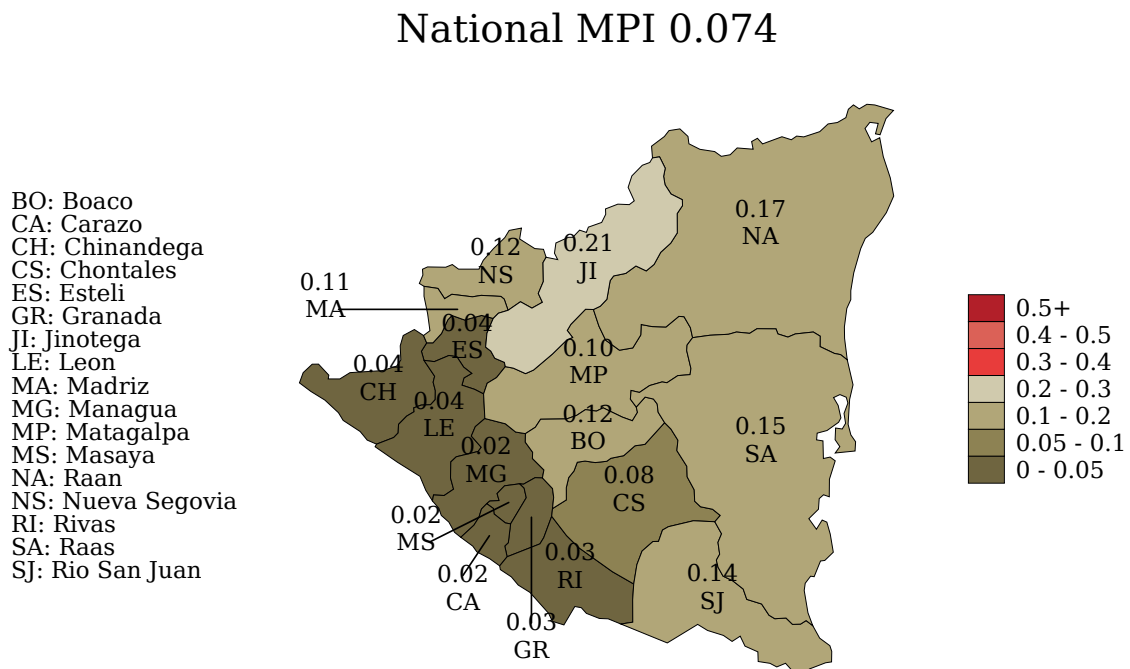 National MPI 0.074
BO: Boaco
CA: Carazo
CH: Chinandega
CS: Chontales
ES: Esteli
GR: Granada
JI: Jinotega
LE: Leon
MA: Madriz
MG: Managua
MP: Matagalpa
MS: Masaya
NA: Raan
NS: Nueva Segovia
RI: Rivas
SA: Raas
SJ: Rio San Juan
0.17
NA
0.12
NS
0.21
JI
0.11
MA
0.04
ES
0.10
MP
0.04
CH
0.04
LE
0.12
BO
0.15
SA
0.02
MG
0.08
CS
0.02
MS
0.03
RI
0.02
CA
0.14
SJ
0.03
GR
0.5+
0.4 - 0.5
0.3 - 0.4
0.2 - 0.3
0.1 - 0.2
0.05 - 0.1
0 - 0.05